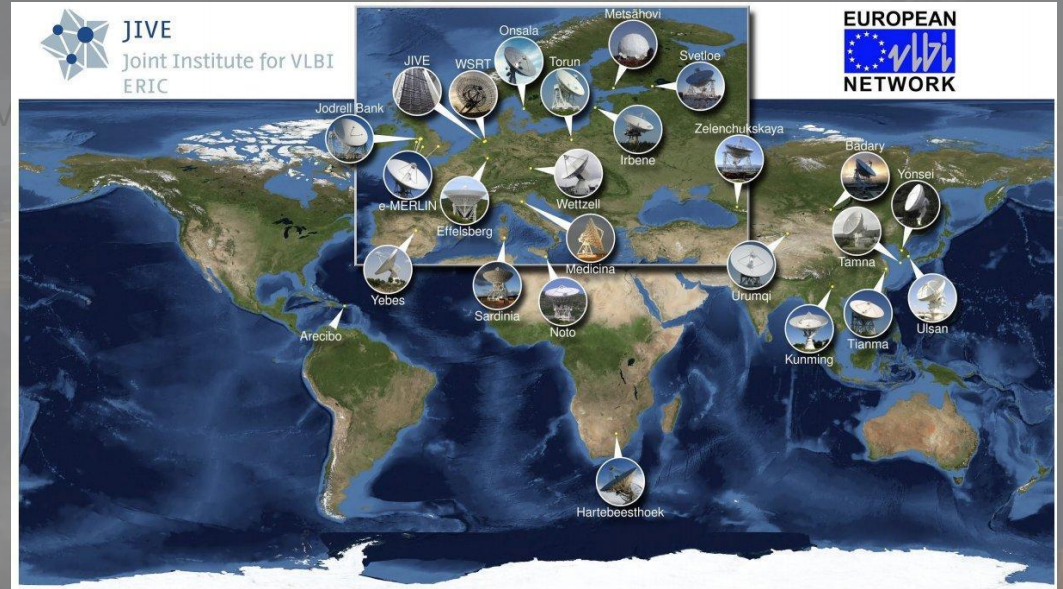 JIVE
Joint Institute for VLBI
ERIC
EUROPEAN
vlbi
NETWORK
Metsähovi
Onsala
Svetloe
JIVE
WSRT
Torun
Jodrell Bank
Irbene
Zelenchukskaya
Badary
Yonsei
e-MERLIN
Wettzell
Effelsberg
Tamna
Medicina
Yebes
Urumqi
Sardinia
Noto
Ulsan
Arecibo
Kunming
Tianma
Hartebeesthoek